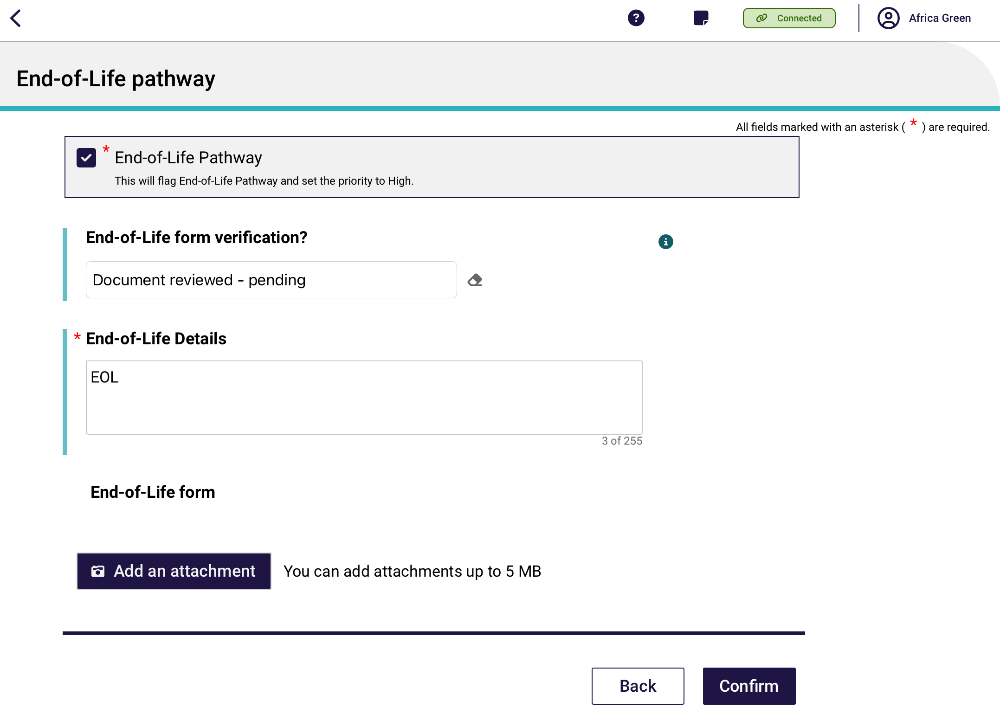 Connected
Africa Green
End-of-Life pathway
All fields marked with an asterisk ( * ) are required.
* End-of-Life Pathway
This will flag End-of-Life Pathway and set the priority to High.
End-of-Life form verification?
Document reviewed - pending
* End-of-Life Details
EOL
3 of 255
End-of-Life form
Add an attachment
You can add attachments up to 5 MB
Back
Confirm